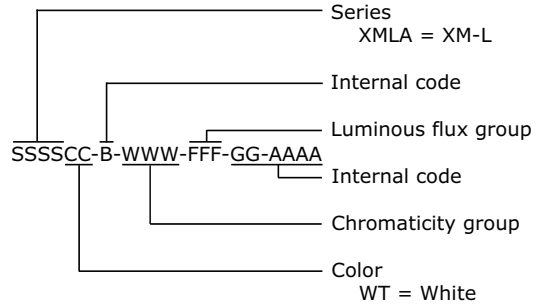 Series
XMLA = XM-L
Internal code
Luminous flux group
SSSSCC-B-WWW-FFF-GG-AAAA
Internal code
Chromaticity group
Color
WT = White